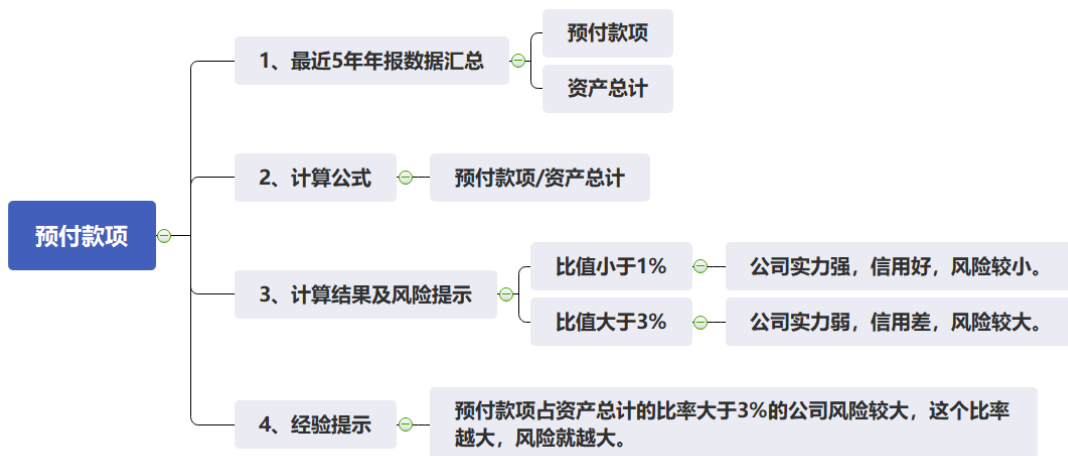 预付款项
1、最近5年年报数据汇总
预付款项
资产总计
2、计算公式
预付款项/资产总计
3、计算结果及风险提示
比值小于1%
公司实力强，信用好，风险较小。
比值大于3%
公司实力弱，信用差，风险较大。
4、经验提示
预付款项占资产总计的比率大于3%的公司风险较大，这个比率
越大，风险就越大。